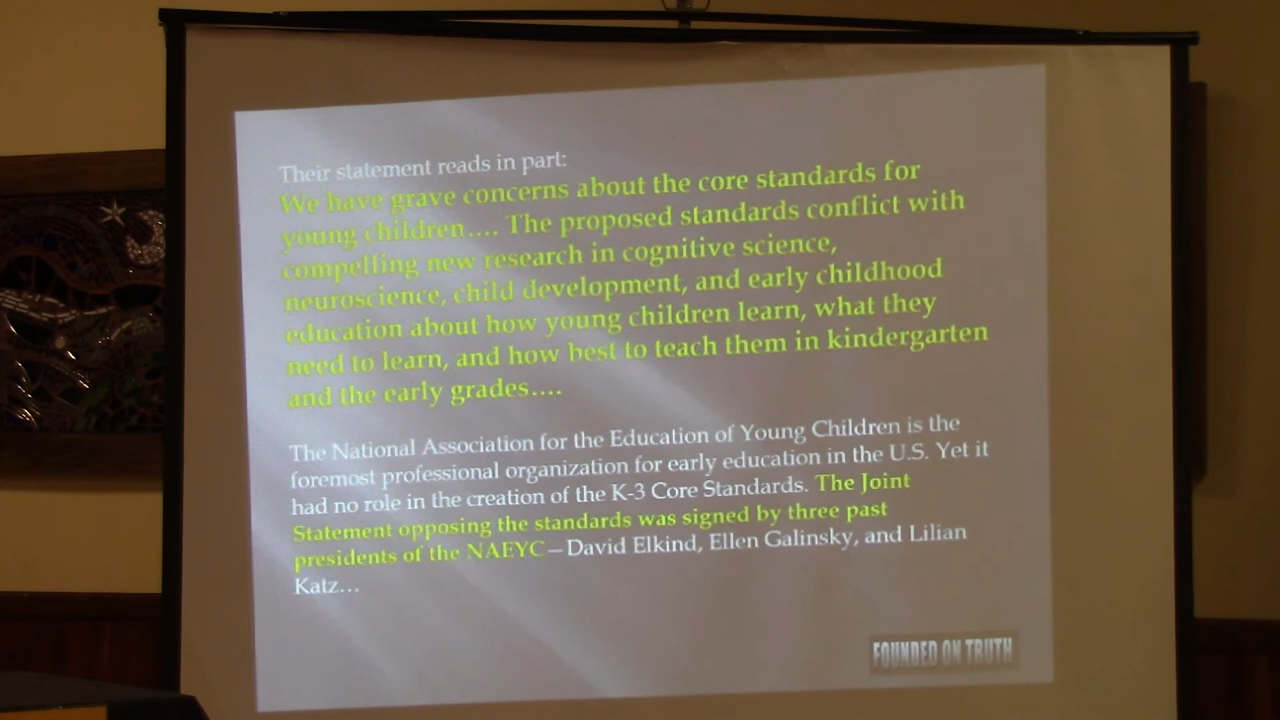 Their statement reads in part:
We have grave concerns about the core standards for
young children…. The proposed standards conflict with
compelling new research in cognitive science,
neuroscience, child development, and early childhood
education about how young children learn, what they
need to learn, and how best to teach them in kindergarten
and the early grades….
The National Association for the Education of Young Children is the
foremost professional organization for early education in the U.S. Yet it
had no role in the creation of the K-3 Core Standards. The Joint
Statement opposing the standards was signed by three past
presidents of the NAEYC—David Elkind, Ellen Galinsky, and Lilian
Katz…
FOUNDED ON TRUTH